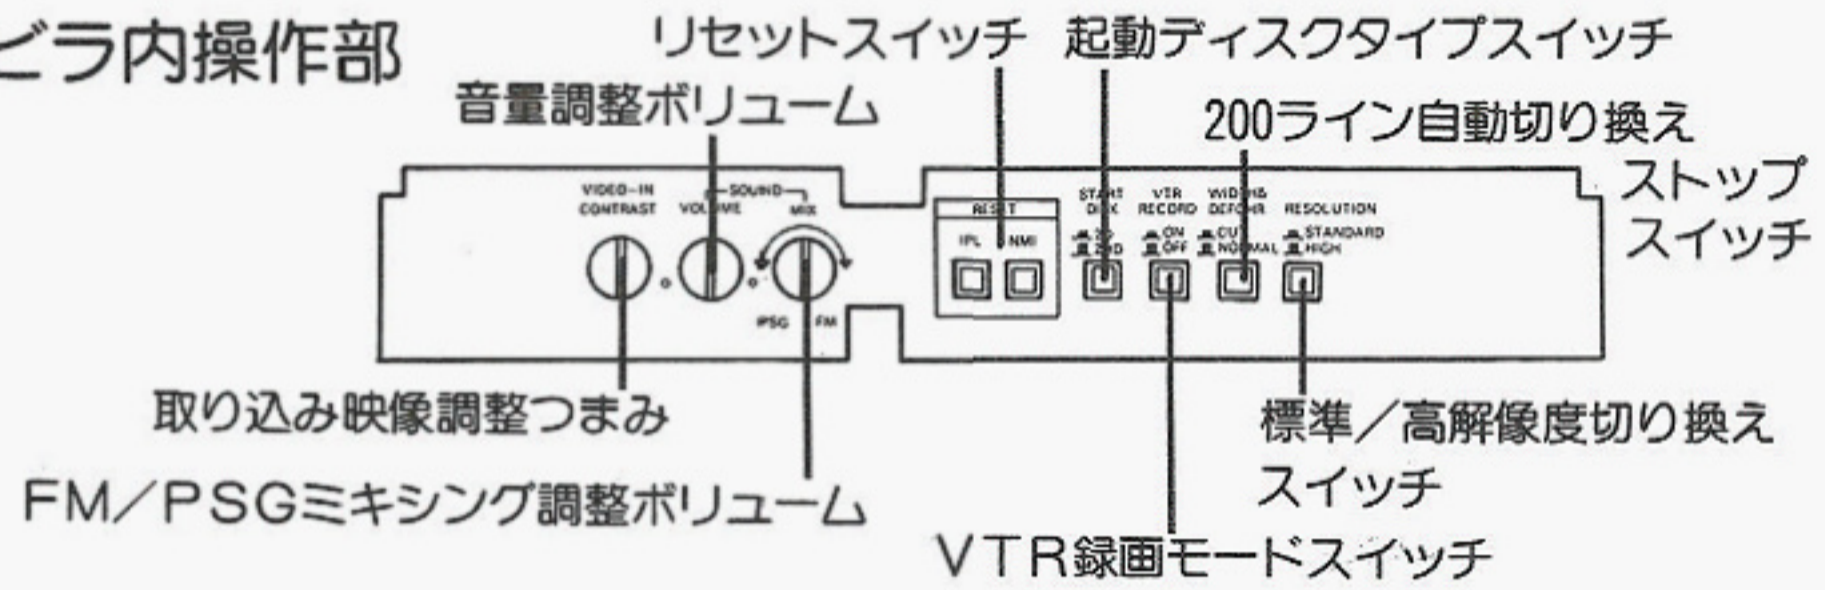 ビラ内操作部
リセットスイッチ
起動ディスクタイプスイッチ
音量調整ボリューム
200ライン自動切り換え
ストップ
スイッチ
VIDEO-IN
CONTRAST
SOUND
VOLUME
MIX
PSG
FM
RESET
IPL
NMI
START
DISK
2D
2HD
VTR
RECORD
ON
OFF
DEFCHR
CUT
NORMAL
RESOLUTION
STANDARD
HIGH
取り込み映像調整つまみ
FM/PSGミキシング調整ボリューム
標準/高解像度切り換え
スイッチ
VTR録画モードスイッチ